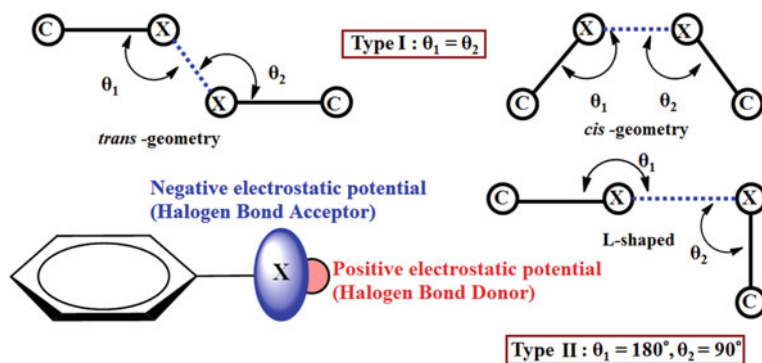 C X
θ₁ θ₂
X C
trans -geometry
Type I : θ₁ = θ₂
X X
θ₁ θ₂
C C
cis -geometry
Negative electrostatic potential
(Halogen Bond Acceptor)
X
Positive electrostatic potential
(Halogen Bond Donor)
θ₁
C X X
L-shaped
θ₂
C
Type II : θ₁ = 180°, θ₂ = 90°